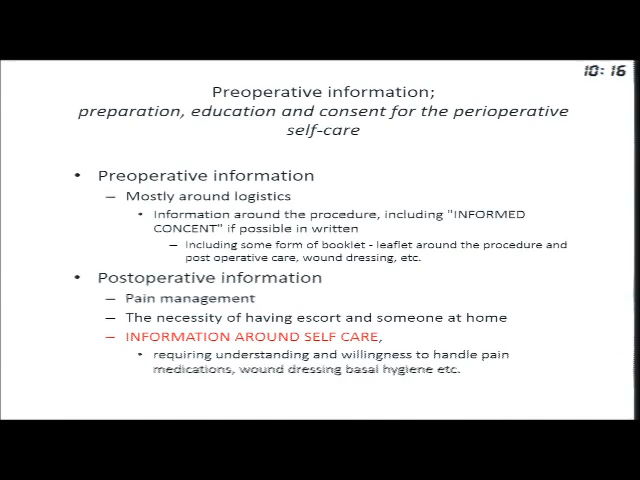 10:16
Preoperative information;
preparation, education and consent for the perioperative
self-care
• Preoperative information
– Mostly around logistics
• Information around the procedure, including "INFORMED
CONCENT" if possible in written
– Including some form of booklet - leaflet around the procedure and
post operative care, wound dressing, etc.
• Postoperative information
– Pain management
– The necessity of having escort and someone at home
– INFORMATION AROUND SELF CARE,
• requiring understanding and willingness to handle pain
medications, wound dressing basal hygiene etc.